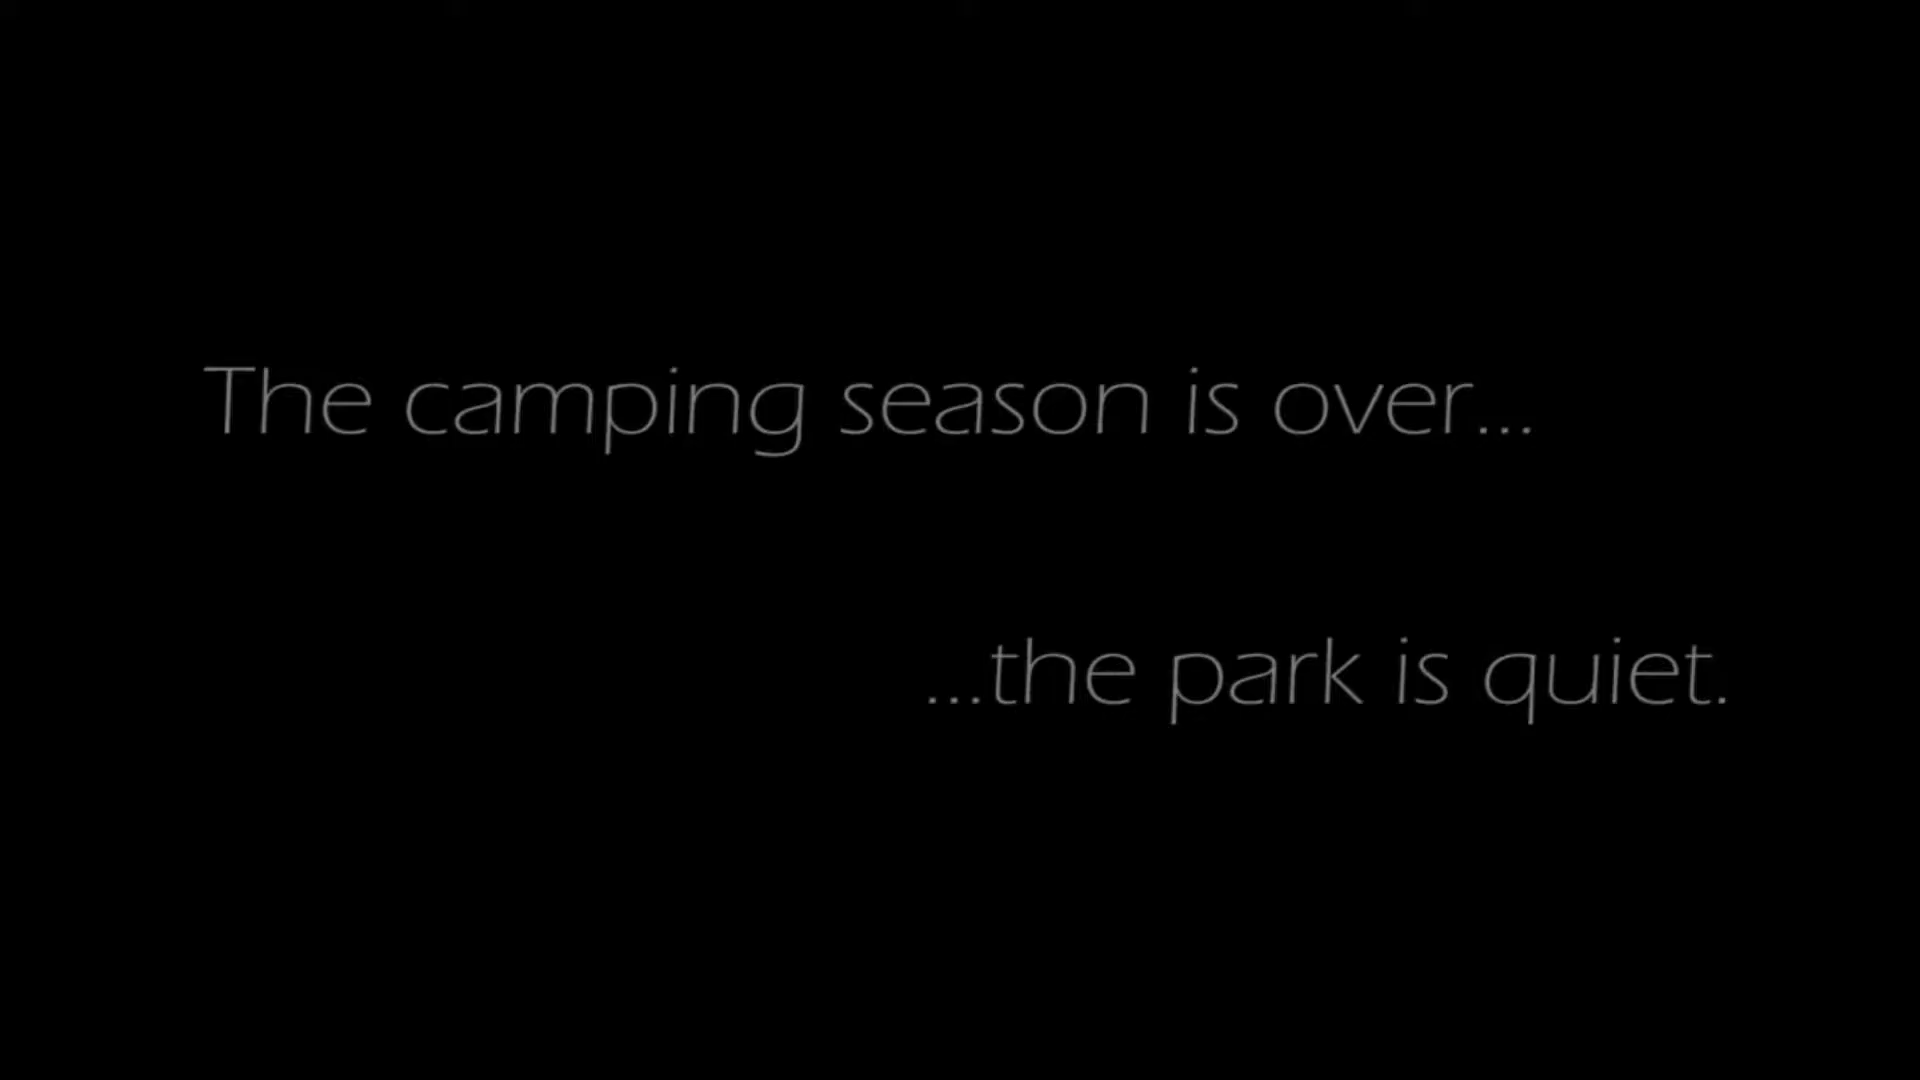 The camping season is over...
...the park is quiet.